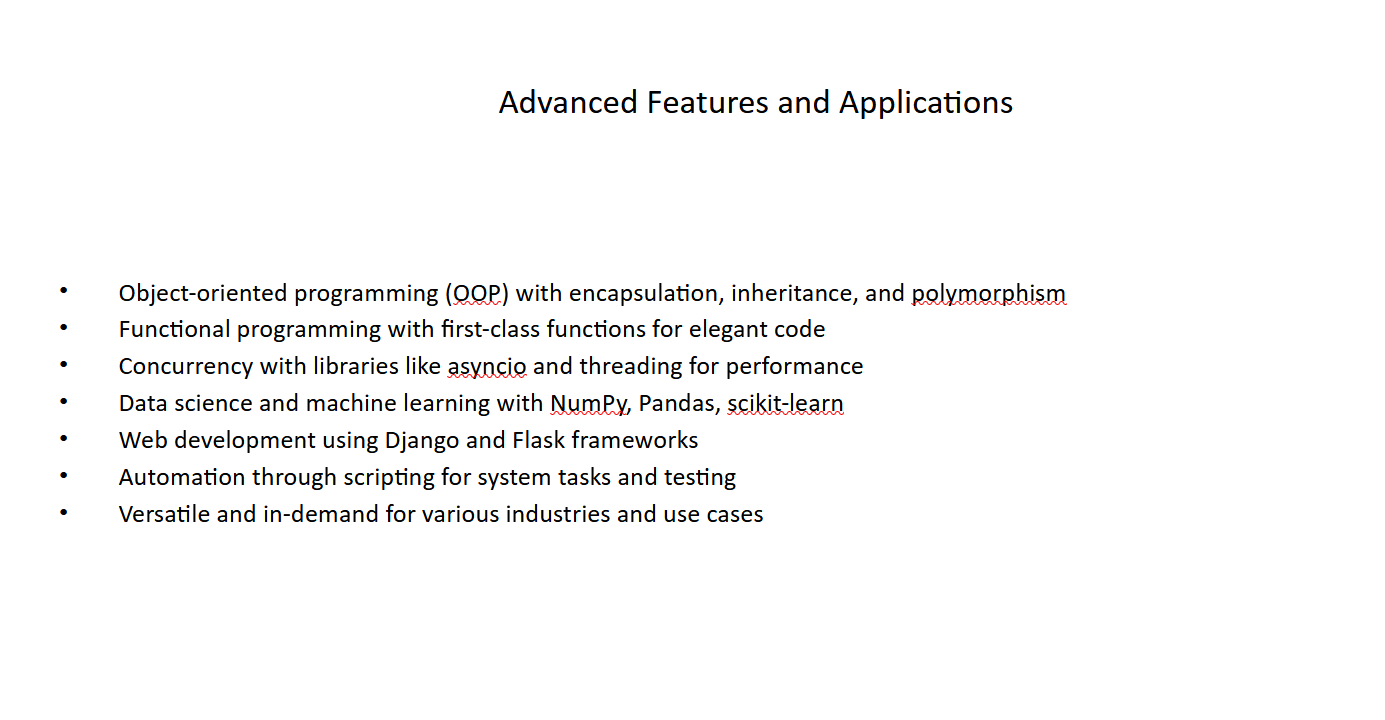 Advanced Features and Applications
• Object-oriented programming (OOP) with encapsulation, inheritance, and polymorphism
• Functional programming with first-class functions for elegant code
• Concurrency with libraries like asyncio and threading for performance
• Data science and machine learning with NumPy, Pandas, scikit-learn
• Web development using Django and Flask frameworks
• Automation through scripting for system tasks and testing
• Versatile and in-demand for various industries and use cases